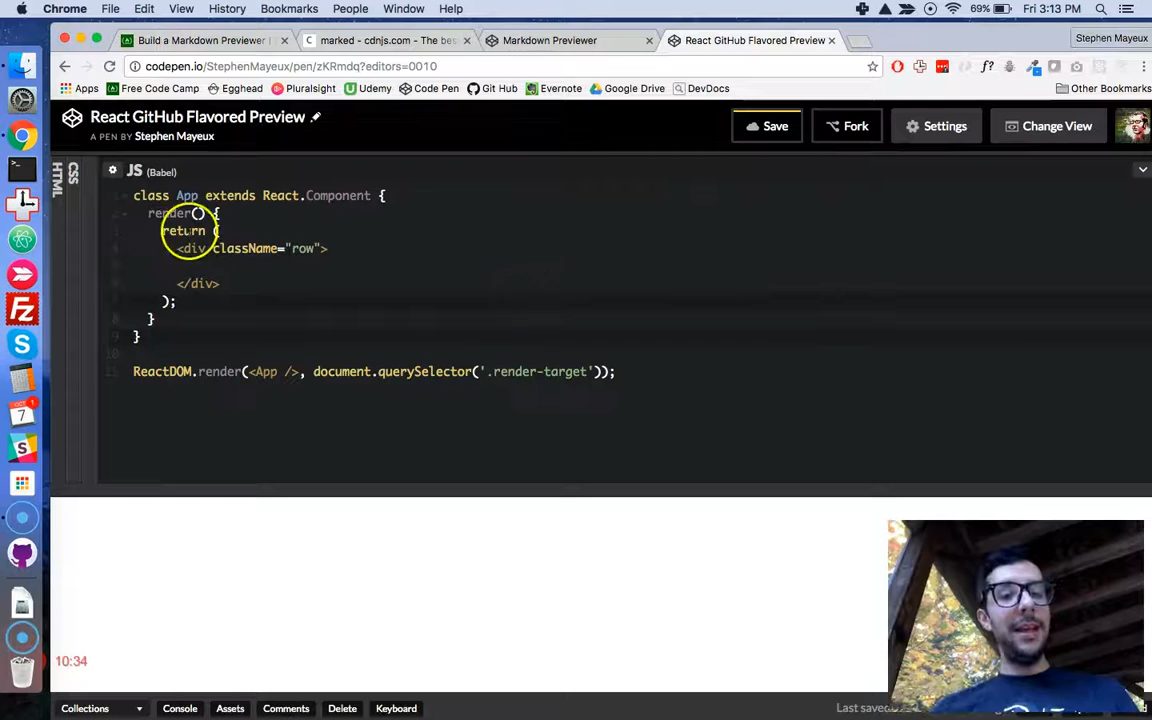 Chrome File Edit View History Bookmarks People Window Help 69% Fri 3:13 PM
Build a Markdown Previewer marked - cdnjs.com - The bes Markdown Previewer React GitHub Flavored Preview Stephen Mayeux
codepen.io/StephenMayeux/pen/zKRmdq?editors=0010
Apps Free Code Camp Egghead Pluralsight Udemy Code Pen Git Hub Evernote Google Drive DevDocs Other Bookmarks
React GitHub Flavored Preview
A PEN BY Stephen Mayeux
Save Fork Settings Change View
HTML
CSS
JS (Babel)
class App extends React.Component {
render() {
return (
<div className="row">
</div>
);
8 }
9 }
10
ReactDOM.render(<App />, document.querySelector('.render-target'));
10:34
Collections Console Assets Comments Delete Keyboard Last saved